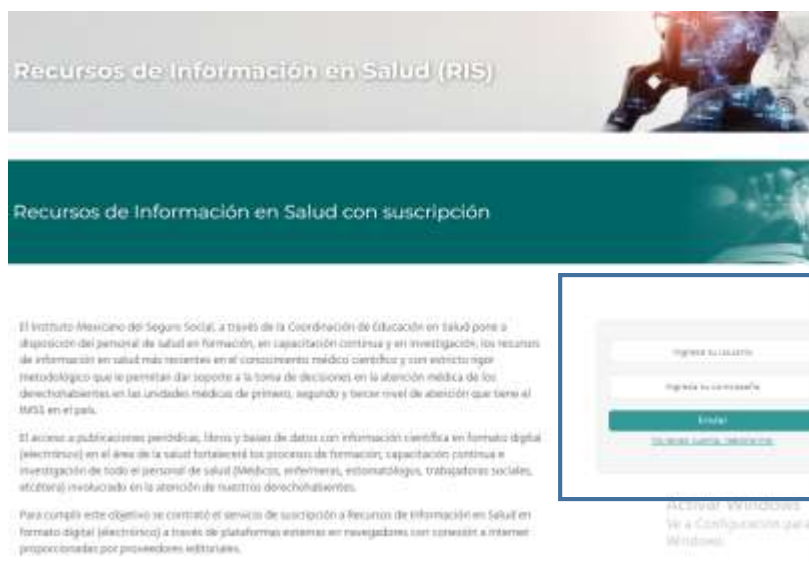 Recursos de Información en Salud (RIS)
Recursos de Información en Salud con suscripción
El Instituto Mexicano del Seguro Social, a través de la Coordinación de Educación en Salud pone a
disposición del personal de salud en formación, en capacitación continua y en investigación, los recursos
de información en salud más recientes en el conocimiento médico científico y con estricto rigor
metodológico que le permitan dar soporte a la toma de decisiones en la atención médica de los
derechohabientes en las unidades médicas de primero, segundo y tercer nivel de atención que tiene el
IMSS en el país.
El acceso a publicaciones periódicas, libros y bases de datos con información científica en formato digital
(electrónico) en el área de la salud fortalecerá los procesos de formación, capacitación continua e
investigación de todo el personal de salud (Médicos, enfermeras, estomatólogos, trabajadoras sociales,
etcétera) involucrado en la atención de nuestros derechohabientes.
Para cumplir este objetivo se contrató el servicio de suscripción a Recursos de Información en Salud en
formato digital (electrónico) a través de plataformas externas en navegadores con conexión a internet
proporcionadas por proveedores editoriales.
Ingresa tu usuario
Ingresa tu contraseña
Enviar
Activar Windows
Ve a Configuración para
Windows.